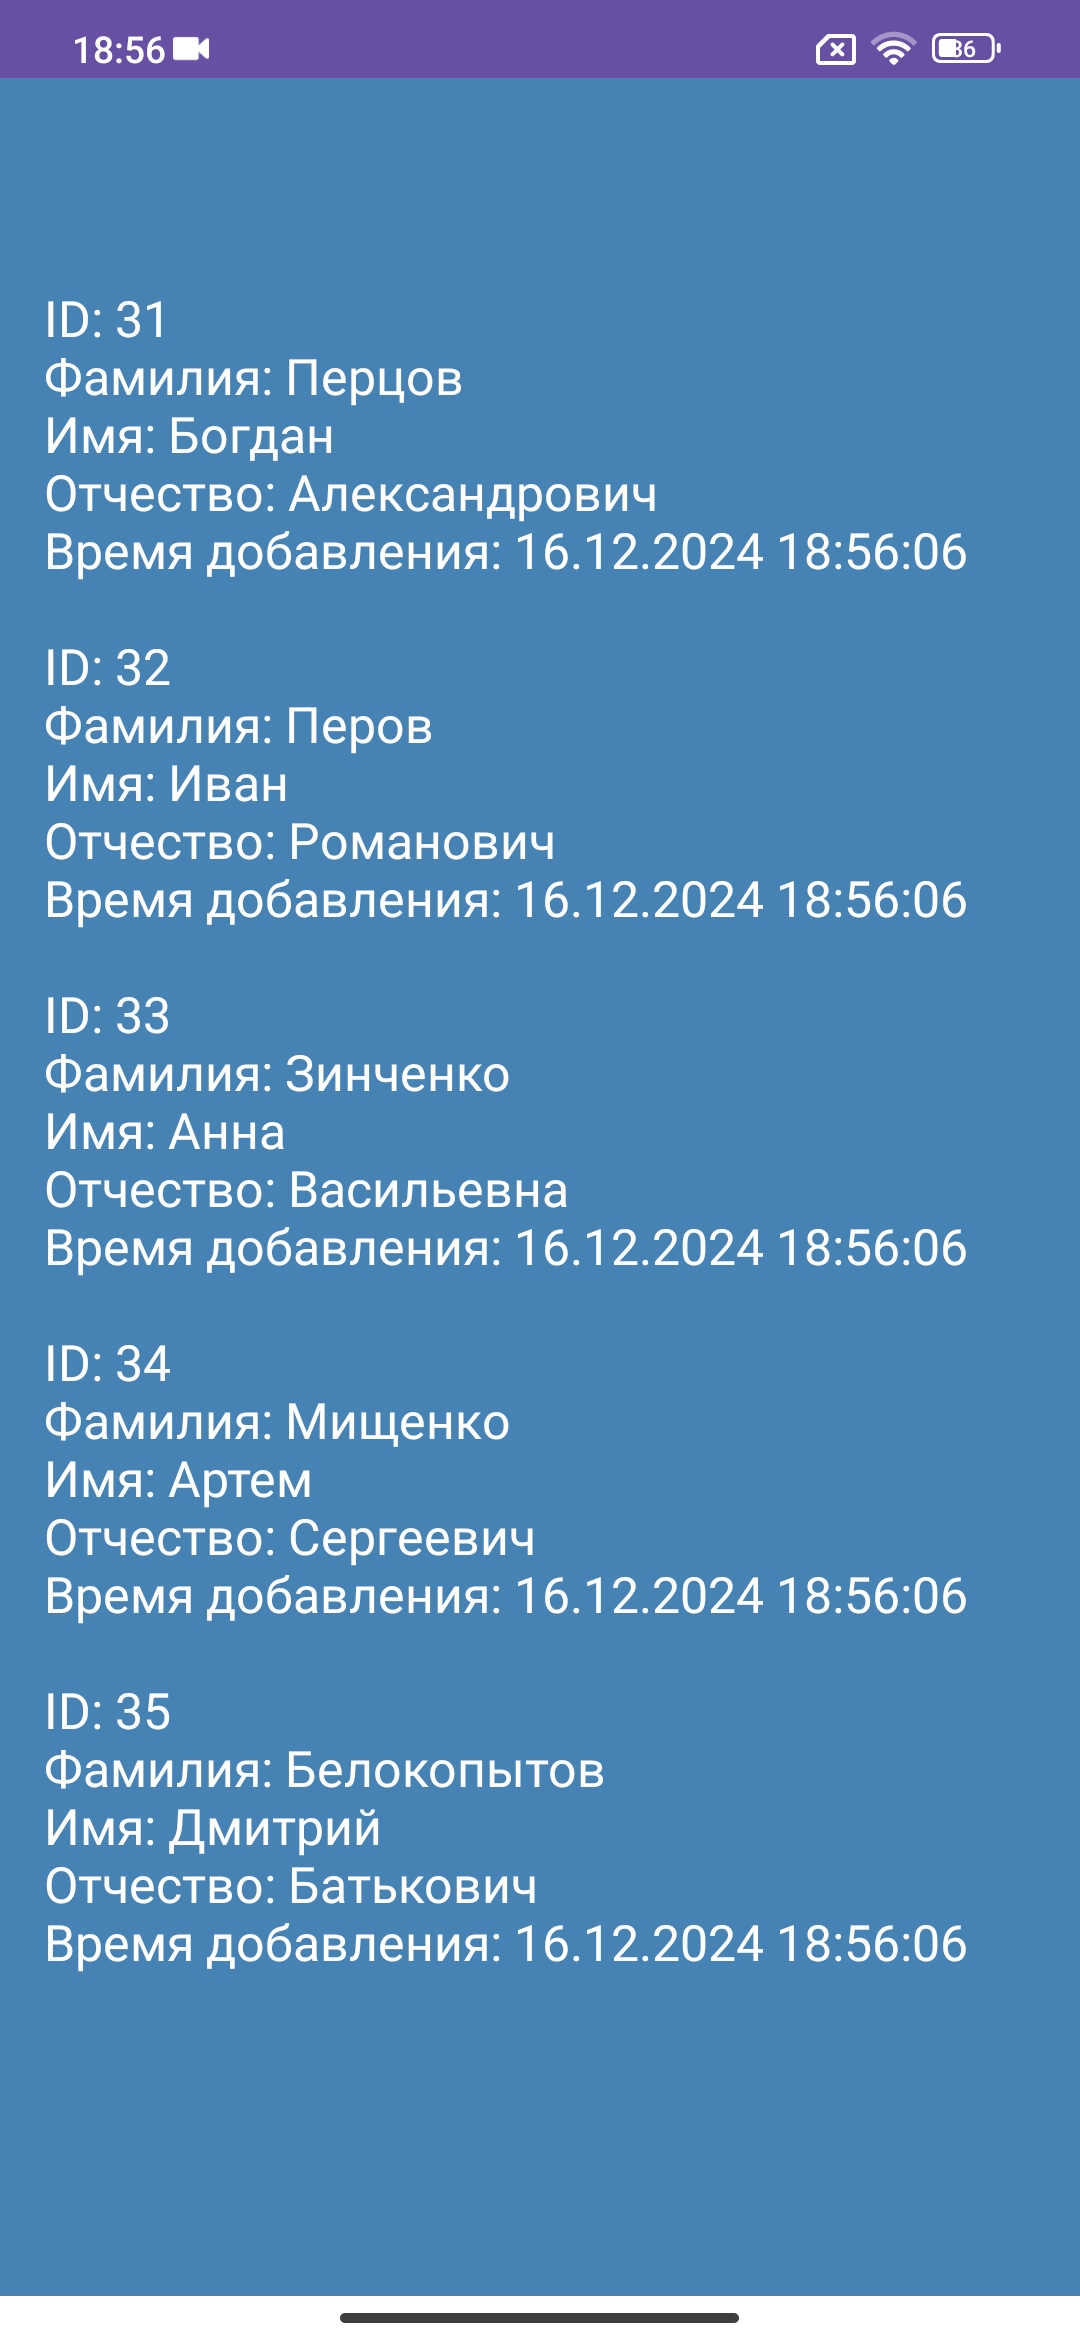 18:56
36
ID: 31
Фамилия: Перцов
Имя: Богдан
Отчество: Александрович
Время добавления: 16.12.2024 18:56:06
ID: 32
Фамилия: Перов
Имя: Иван
Отчество: Романович
Время добавления: 16.12.2024 18:56:06
ID: 33
Фамилия: Зинченко
Имя: Анна
Отчество: Васильевна
Время добавления: 16.12.2024 18:56:06
ID: 34
Фамилия: Мищенко
Имя: Артем
Отчество: Сергеевич
Время добавления: 16.12.2024 18:56:06
ID: 35
Фамилия: Белокопытов
Имя: Дмитрий
Отчество: Батькович
Время добавления: 16.12.2024 18:56:06